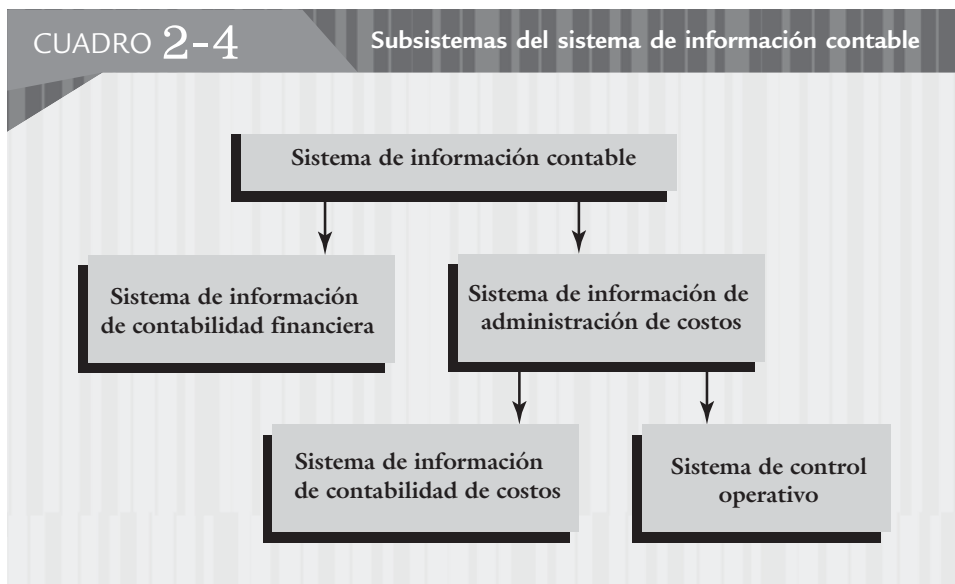 CUADRO 2-4
Subsistemas del sistema de información contable
Sistema de información contable
Sistema de información
de contabilidad financiera
Sistema de información de
administración de costos
Sistema de información
de contabilidad de costos
Sistema de control
operativo